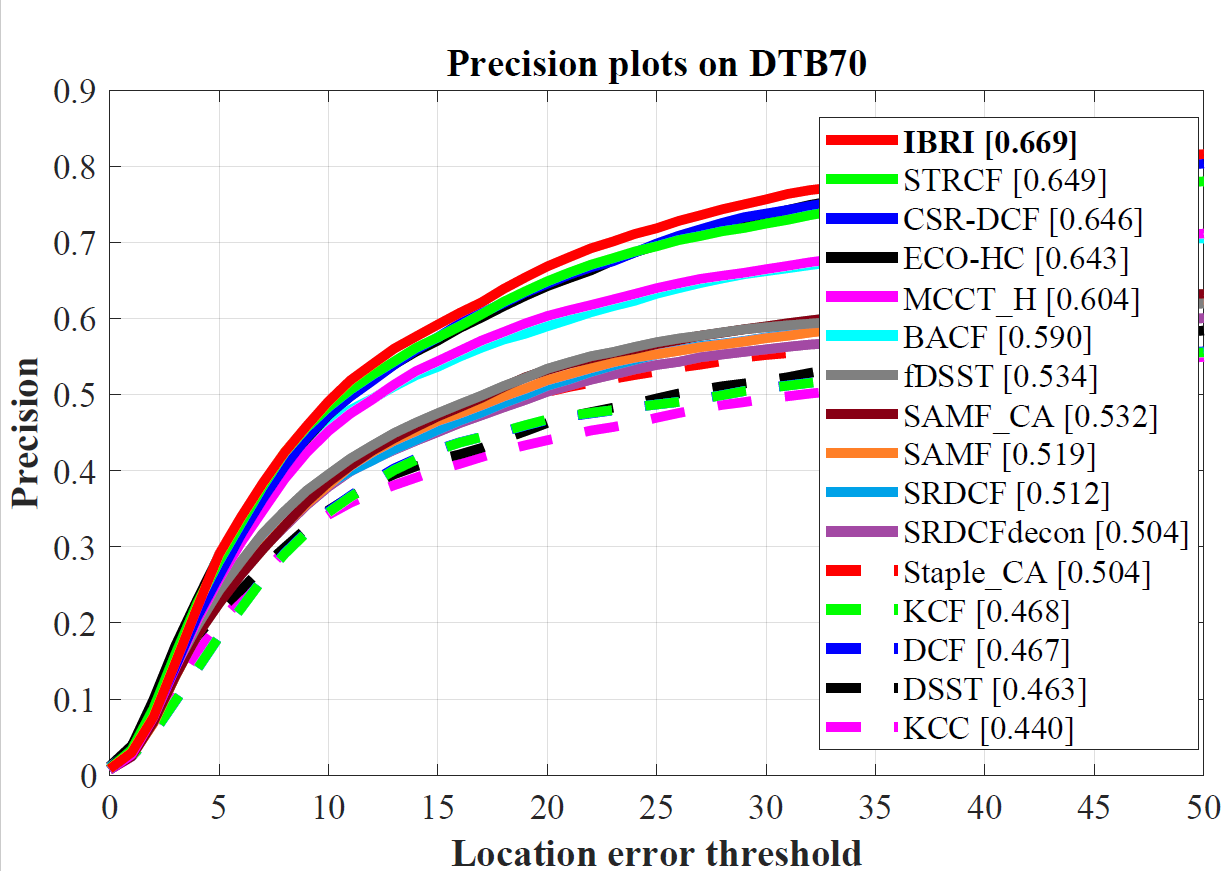 Precision plots on DTB70
Precision
0.9
0.8
0.7
0.6
0.5
0.4
0.3
0.2
0.1
0
IBRI [0.669]
STRCF [0.649]
CSR-DCF [0.646]
ECO-HC [0.643]
MCCT_H [0.604]
BACF [0.590]
fDSST [0.534]
SAMF_CA [0.532]
SAMF [0.519]
SRDCF [0.512]
SRDCFdecon [0.504]
Staple_CA [0.504]
KCF [0.468]
DCF [0.467]
DSST [0.463]
KCC [0.440]
0 5 10 15 20 25 30 35 40 45 50
Location error threshold